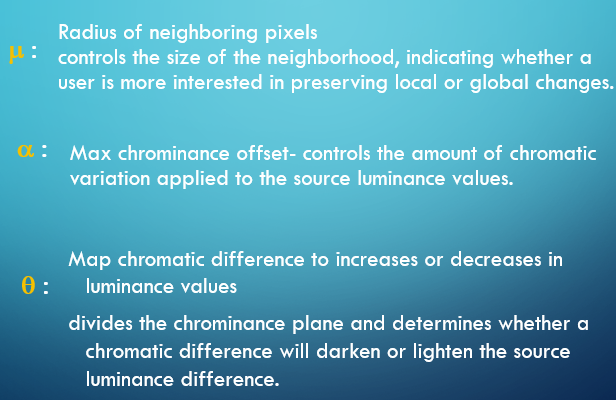 Radius of neighboring pixels
μ : controls the size of the neighborhood, indicating whether a
user is more interested in preserving local or global changes.
α : Max chrominance offset- controls the amount of chromatic
variation applied to the source luminance values.
Map chromatic difference to increases or decreases in
θ : luminance values
divides the chrominance plane and determines whether a
chromatic difference will darken or lighten the source
luminance difference.